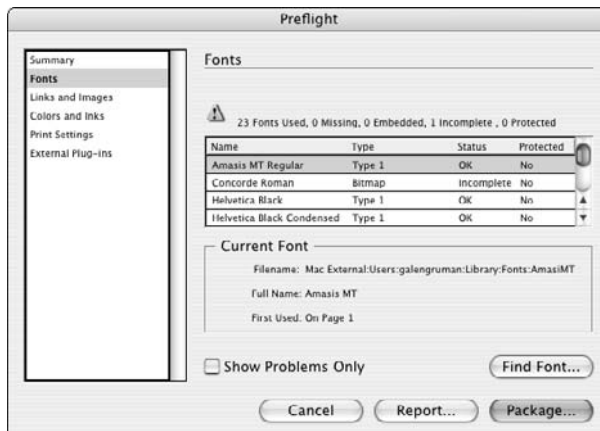 Preflight
Summary
Fonts
Links and Images
Colors and Inks
Print Settings
External Plug-ins
Fonts
23 Fonts Used, 0 Missing, 0 Embedded, 1 Incomplete , 0 Protected
Name Type Status Protected
Amasis MT Regular Type 1 OK No
Concorde Roman Bitmap Incomplete No
Helvetica Black Type 1 OK No
Helvetica Black Condensed Type 1 OK No
Current Font
Filename: Mac External:Users:galengruman:Library:Fonts:AmasiMT
Full Name: Amasis MT
First Used: On Page 1
Show Problems Only
Find Font...
Cancel
Report...
Package...